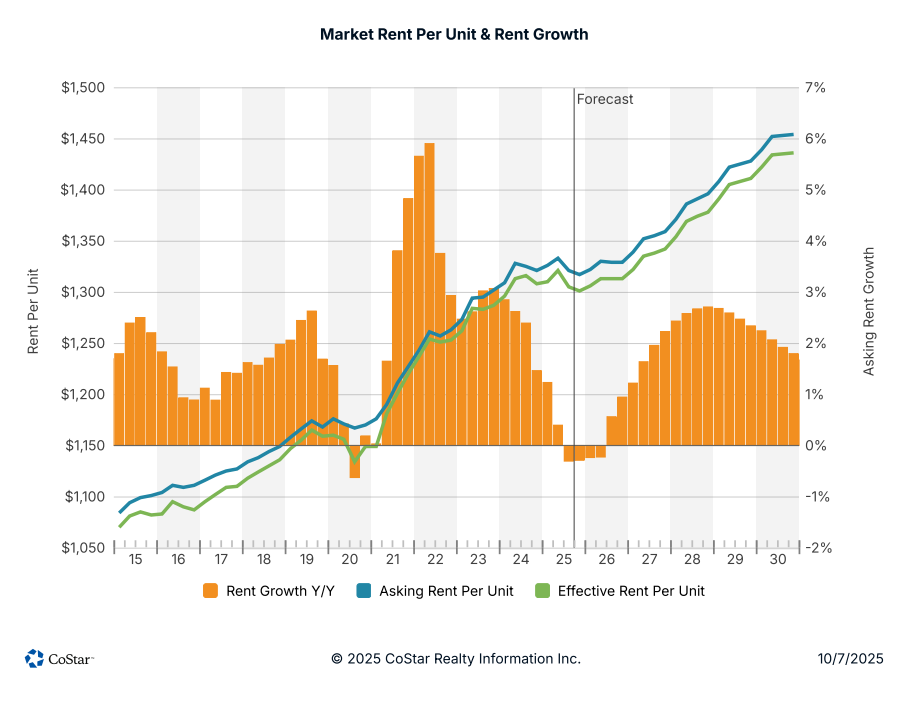 Market Rent Per Unit & Rent Growth
$1,500 7%
Forecast
$1,450 6%
$1,400 5%
$1,350 4%
$1,300 3%
$1,250 2%
$1,200 1%
$1,150 0%
$1,100 -1%
$1,050 -2%
Rent Per Unit
Asking Rent Growth
15 16 17 18 19 20 21 22 23 24 25 26 27 28 29 30
Rent Growth Y/Y Asking Rent Per Unit Effective Rent Per Unit
CoStar™ © 2025 CoStar Realty Information Inc. 10/7/2025